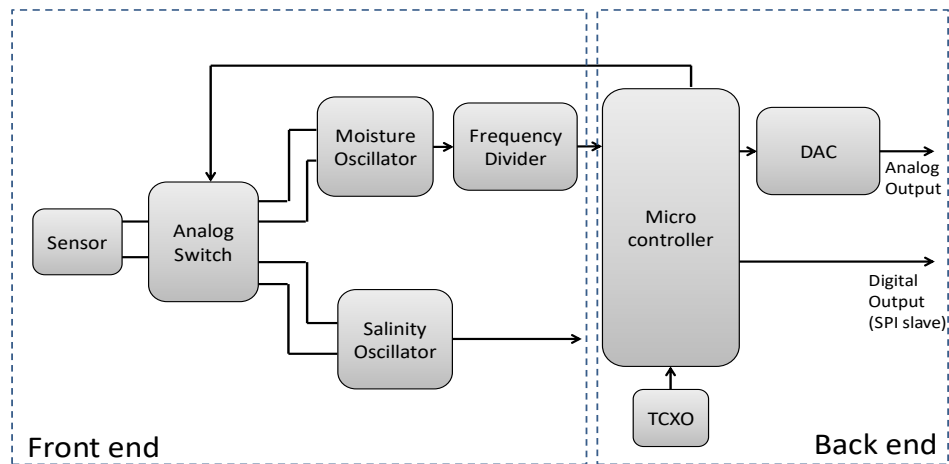 Moisture
Oscillator
Frequency
Divider
DAC
Analog
Output
Sensor
Analog
Switch
Micro
controller
Salinity
Oscillator
Digital
Output
(SPI slave)
TCXO
Front end
Back end